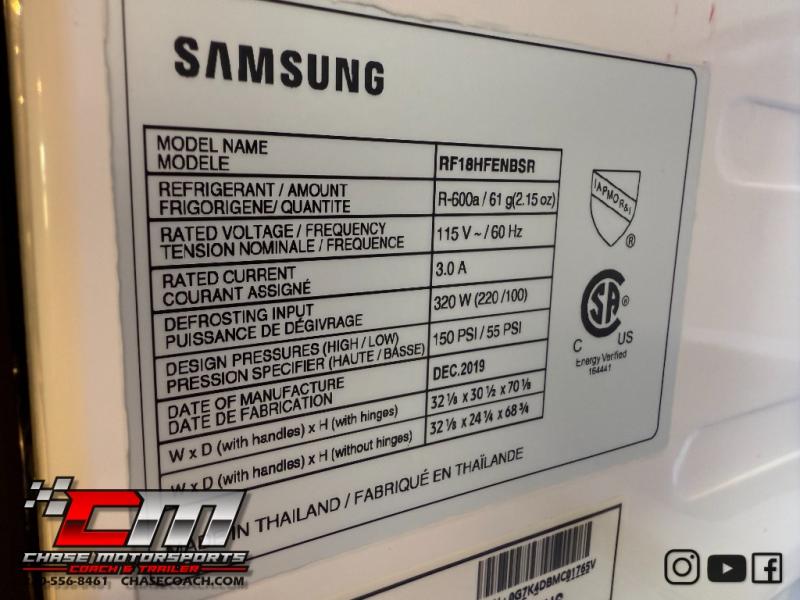 SAMSUNG
MODEL NAME
MODELE
RF18HFENBSR
REFRIGERANT / AMOUNT
FRIGORIGENE/ QUANTITE
R-600a / 61 g(2.15 oz)
RATED VOLTAGE / FREQUENCY
TENSION NOMINALE / FREQUENCE
115 V ~ / 60 Hz
RATED CURRENT
COURANT ASSIGNÉ
3.0 A
DEFROSTING INPUT
PUISSANCE DE DÉGIVRAGE
320 W (220 /100)
DESIGN PRESSURES (HIGH / LOW)
PRESSION SPECIFIER (HAUTE / BASSE)
150 PSI / 55 PSI
DATE OF MANUFACTURE
DATE DE FABRICATION
DEC.2019
W x D (with handles) x H (with hinges)
32 ⅛ x 30 ½ x 70 ⅛
W x D (with handles) x H (without hinges)
32 ⅛ x 24 ¼ x 68 ¾
IN THAILAND / FABRIQUÉ EN THAÏLANDE
IAPMO R&T
®
CSA®
C US
Energy Verified
164441
CM
CHASE MOTORSPORTS
COACH & TRAILER
-556-8461 CHASECOACH.COM